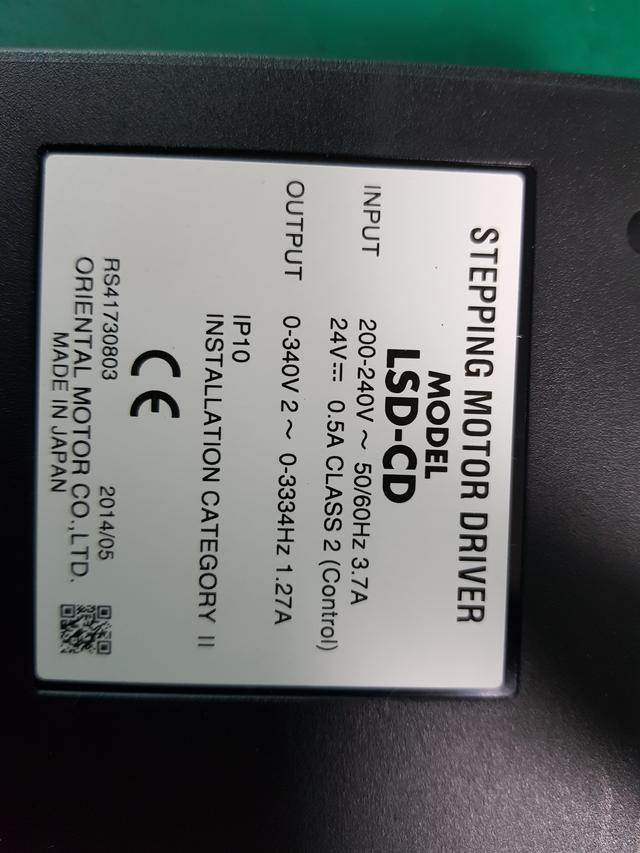 STEPPING MOTOR DRIVER
MODEL
LSD-CD
INPUT 200-240V ~ 50/60Hz 3.7A
24V⎓ 0.5A CLASS 2 (Control)
OUTPUT 0-340V 2 ~ 0-3334Hz 1.27A
IP10
INSTALLATION CATEGORY II
CE
RS41730803 2014/05
ORIENTAL MOTOR CO.,LTD.
MADE IN JAPAN